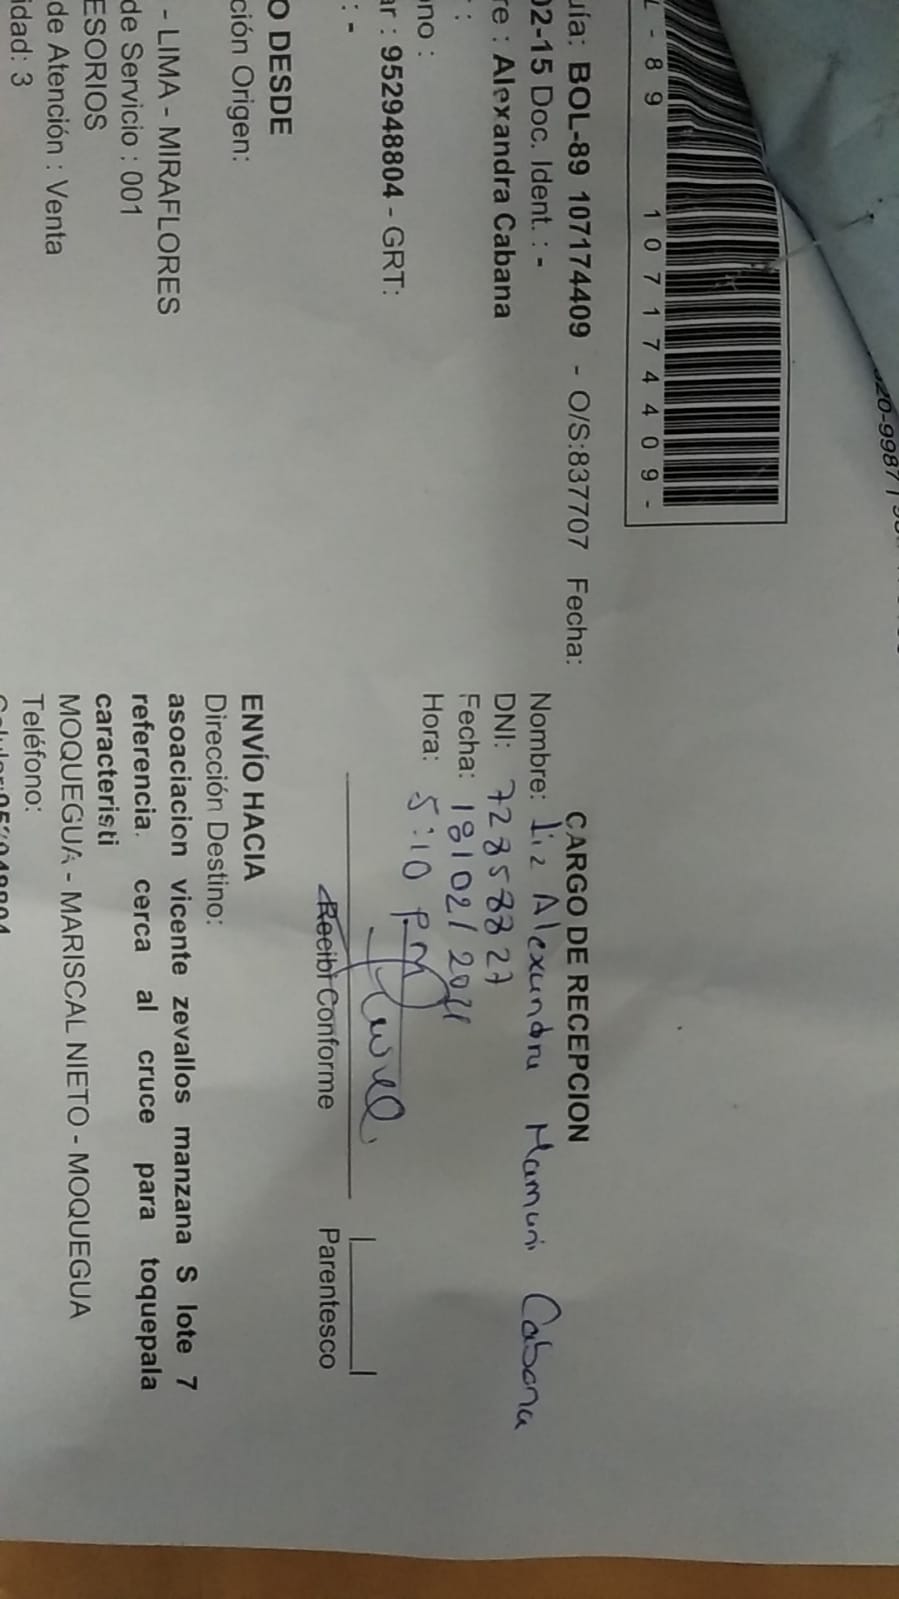 L - 8 9 1 0 7 1 7 4 4 0 9 -
uía: BOL-89 107174409 - O/S:837707 Fecha:
02-15 Doc. Ident. : -
re : Alexandra Cabana
ono :
ar : 952948804 - GRT:
: -
O DESDE
ción Origen:
- LIMA - MIRAFLORES
de Servicio : 001
ESORIOS
de Atención : Venta
idad: 3
CARGO DE RECEPCION
Nombre: Liz Alexandra Mamani Cabana
DNI: 72858827
Fecha: 18/02/2021
Hora: 5:10 pm
Recibí Conforme
Parentesco
ENVÍO HACIA
Dirección Destino:
asoaciacion vicente zevallos manzana S lote 7
referencia. cerca al cruce para toquepala
caracteristi
MOQUEGUA - MARISCAL NIETO - MOQUEGUA
Teléfono: